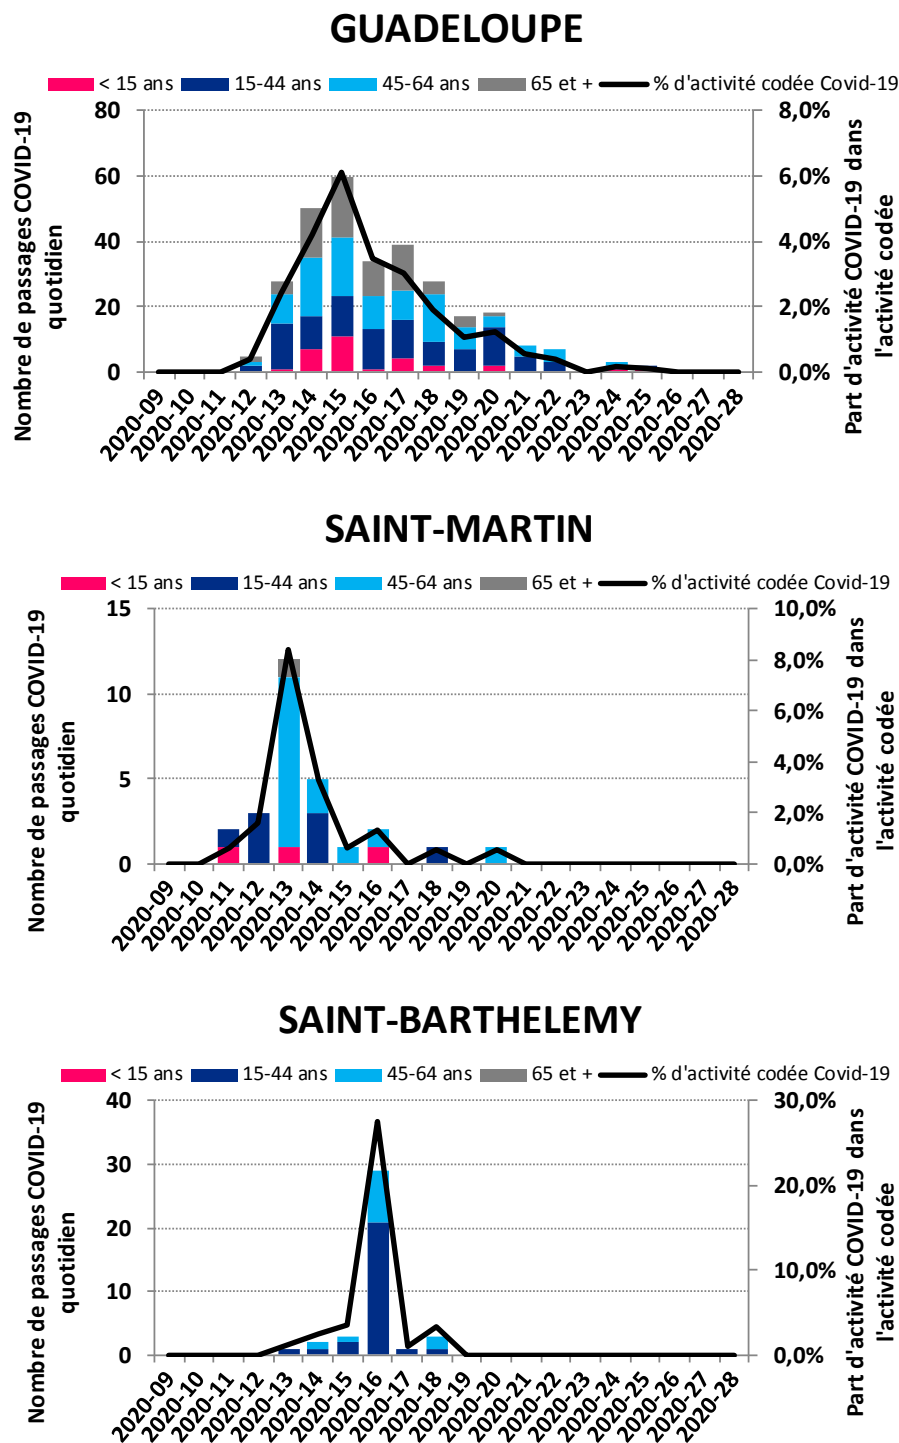 GUADELOUPE
< 15 ans 15-44 ans 45-64 ans 65 et + % d'activité codée Covid-19
Nombre de passages COVID-19
quotidien
80
60
40
20
0
8,0%
6,0%
4,0%
2,0%
0,0%
Part d'activité COVID-19 dans
l'activité codée
2020-09 2020-10 2020-11 2020-12 2020-13 2020-14 2020-15 2020-16 2020-17 2020-18 2020-19 2020-20 2020-21 2020-22 2020-23 2020-24 2020-25 2020-26 2020-27 2020-28
SAINT-MARTIN
< 15 ans 15-44 ans 45-64 ans 65 et + % d'activité codée Covid-19
Nombre de passages COVID-19
quotidien
15
10
5
0
10,0%
8,0%
6,0%
4,0%
2,0%
0,0%
Part d'activité COVID-19 dans
l'activité codée
2020-09 2020-10 2020-11 2020-12 2020-13 2020-14 2020-15 2020-16 2020-17 2020-18 2020-19 2020-20 2020-21 2020-22 2020-23 2020-24 2020-25 2020-26 2020-27 2020-28
SAINT-BARTHELEMY
< 15 ans 15-44 ans 45-64 ans 65 et + % d'activité codée Covid-19
Nombre de passages COVID-19
quotidien
40
30
20
10
0
30,0%
20,0%
10,0%
0,0%
Part d'activité COVID-19 dans
l'activité codée
2020-09 2020-10 2020-11 2020-12 2020-13 2020-14 2020-15 2020-16 2020-17 2020-18 2020-19 2020-20 2020-21 2020-22 2020-23 2020-24 2020-25 2020-26 2020-27 2020-28